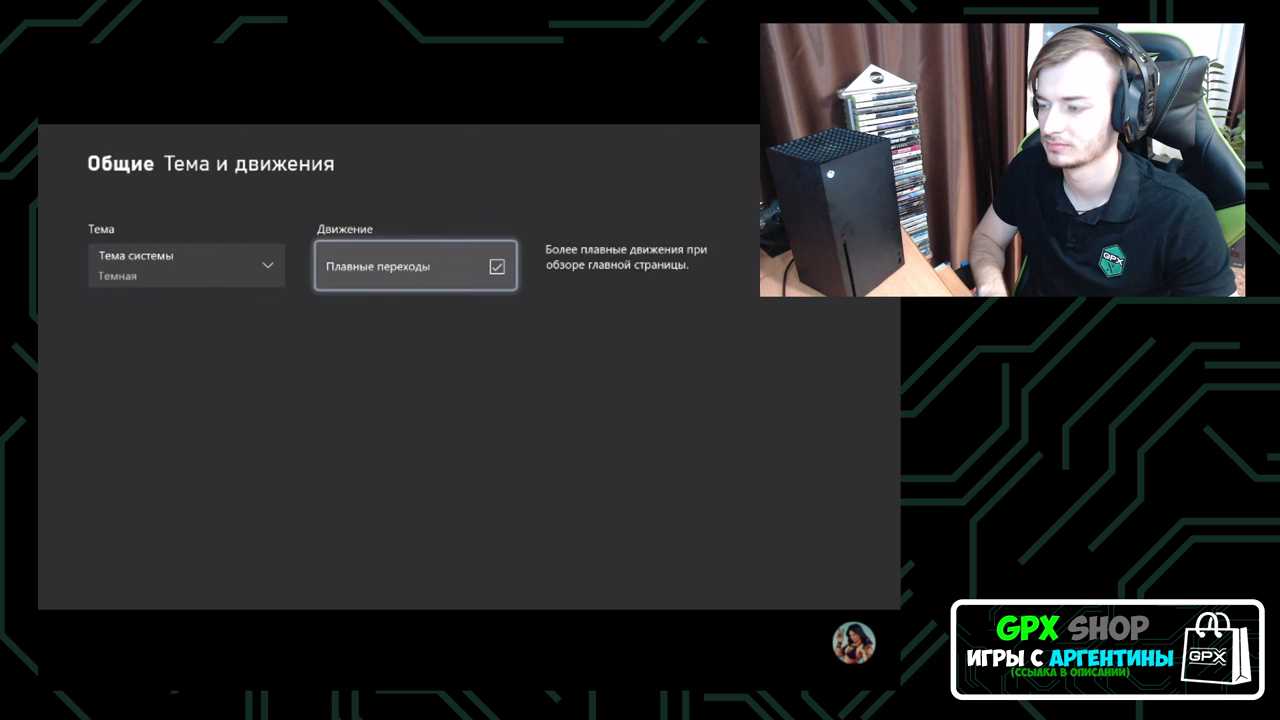 Общие Тема и движения
Тема
Тема системы
Темная
Движение
Плавные переходы
Более плавные движения при
обзоре главной страницы.
GPX
GPX SHOP
ИГРЫ С АРГЕНТИНЫ
(ССЫЛКА В ОПИСАНИИ)
GPX